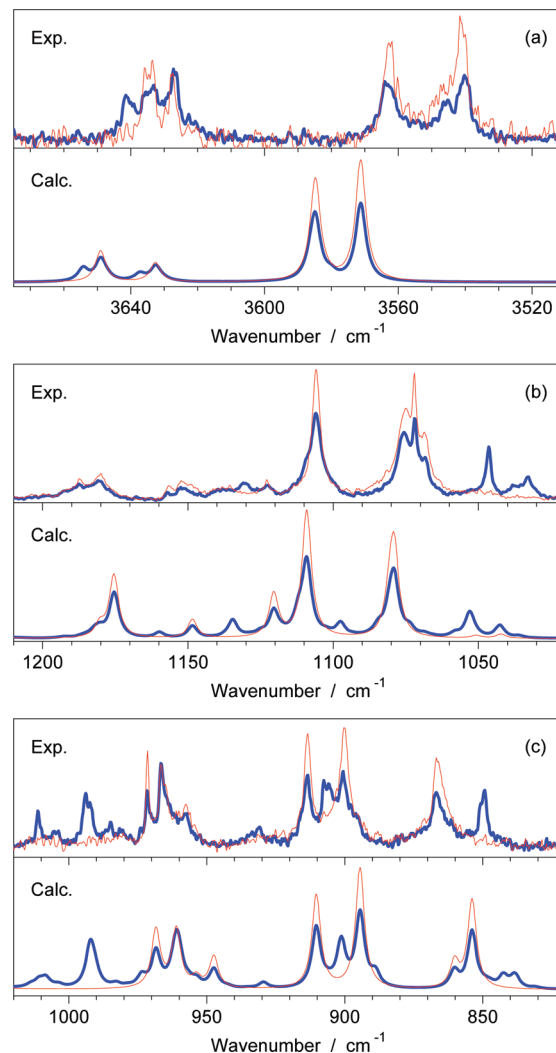 Exp.
(a)
Calc.
3640 3600 3560 3520
Wavenumber / cm⁻¹
Exp.
(b)
Calc.
1200 1150 1100 1050
Wavenumber / cm⁻¹
Exp.
(c)
Calc.
1000 950 900 850
Wavenumber / cm⁻¹